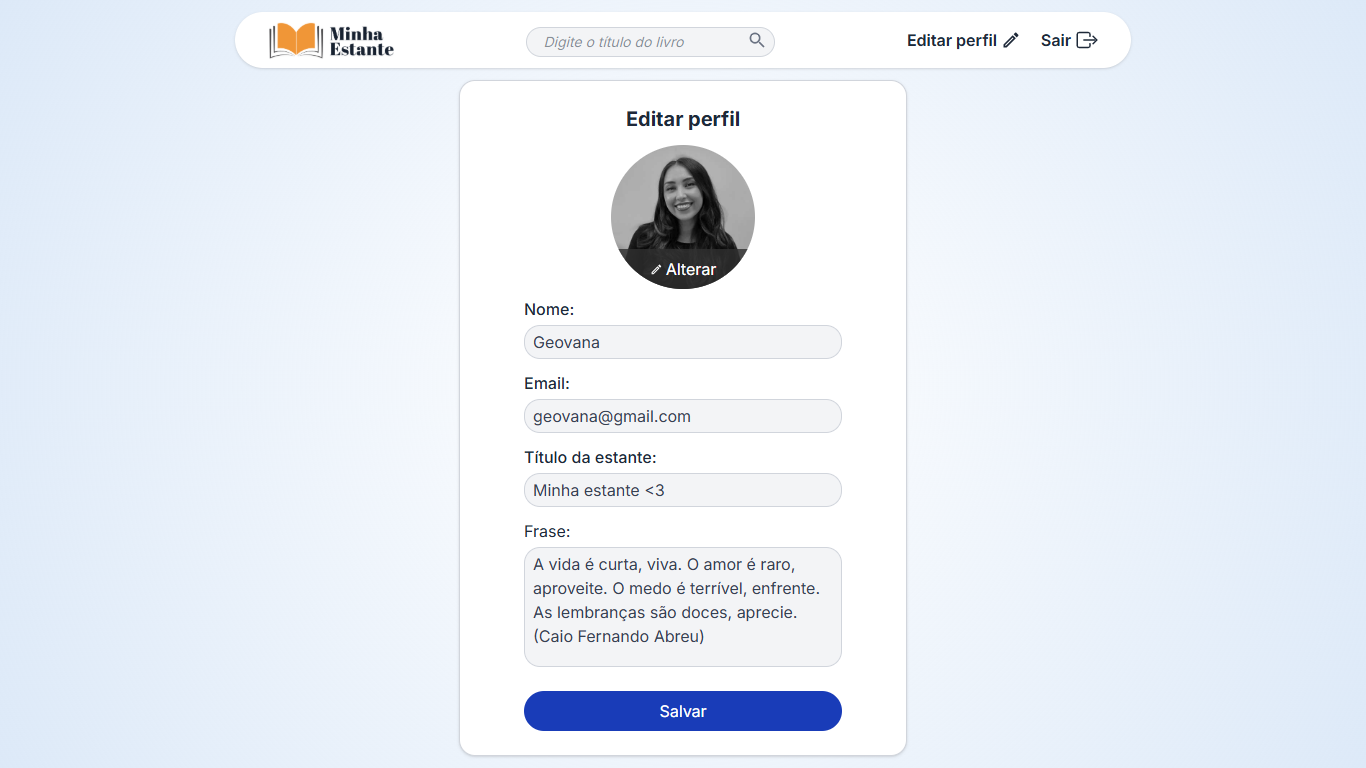 Minha
Estante
Digite o título do livro
Editar perfil
Sair
Editar perfil
Alterar
Nome:
Geovana
Email:
geovana@gmail.com
Título da estante:
Minha estante <3
Frase:
A vida é curta, viva. O amor é raro,
aproveite. O medo é terrível, enfrente.
As lembranças são doces, aprecie.
(Caio Fernando Abreu)
Salvar